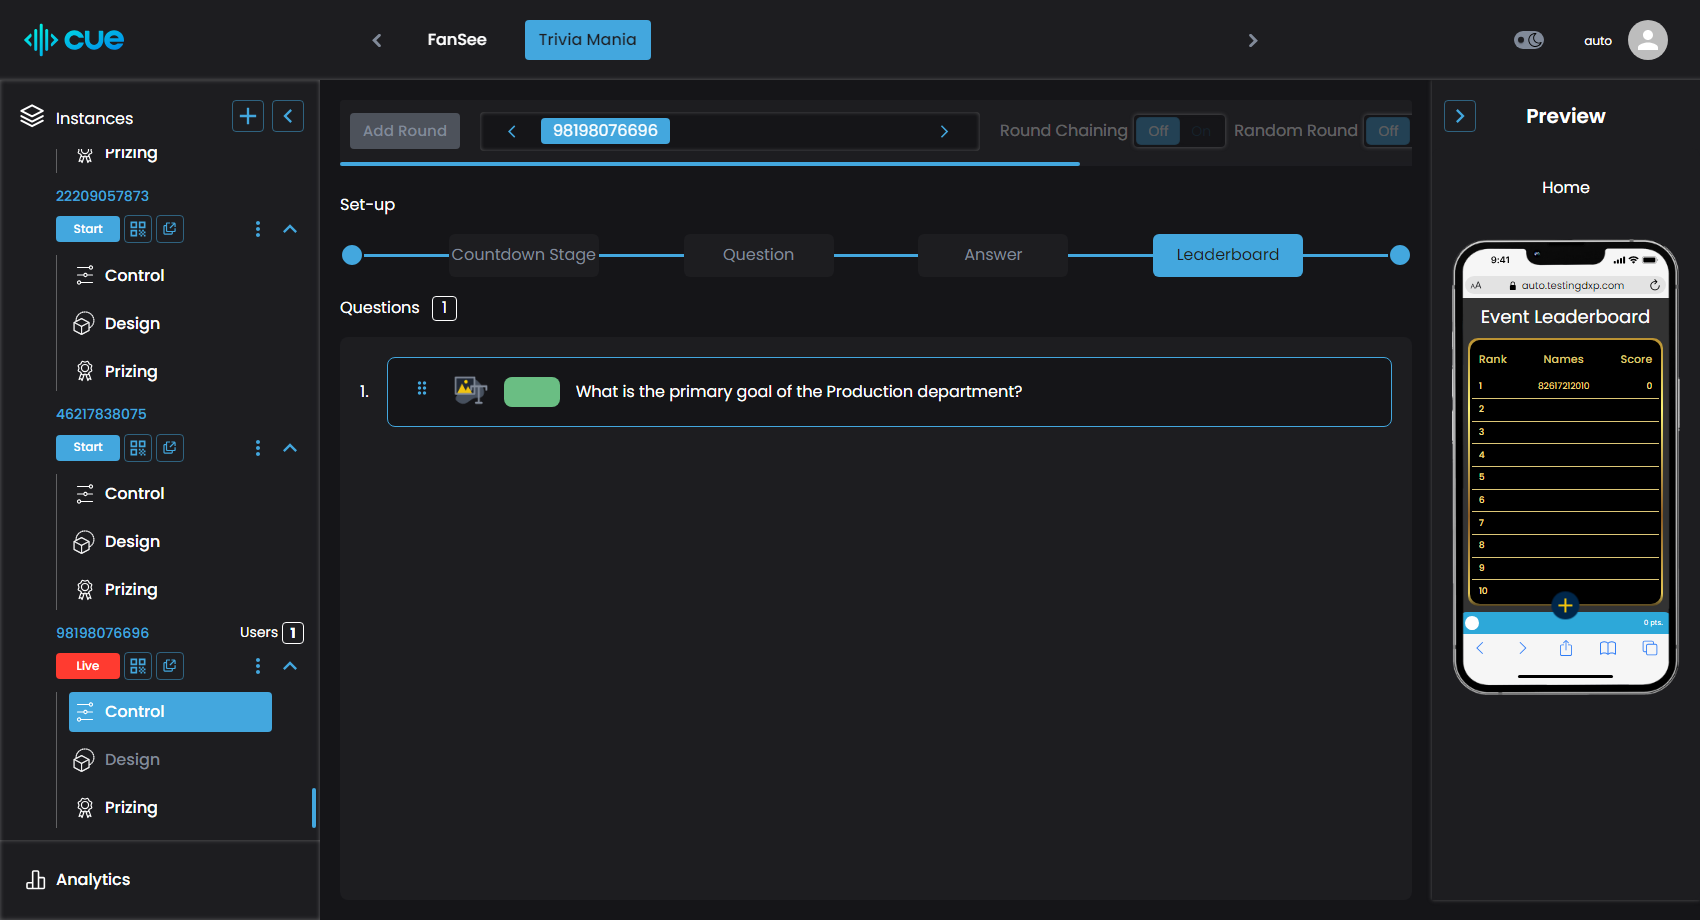 cue
FanSee
Trivia Mania
auto
Instances
Prizing
22209057873
Start
Control
Design
Prizing
46217838075
Start
Control
Design
Prizing
98198076696
Users 1
Live
Control
Design
Prizing
Analytics
Add Round
98198076696
Round Chaining
Off
On
Random Round
Off
Set-up
Countdown Stage
Question
Answer
Leaderboard
Questions 1
1.
What is the primary goal of the Production department?
Preview
Home
9:41
AA
auto.testingdxp.com
Event Leaderboard
Rank Names Score
1 82617212010 0
2
3
4
5
6
7
8
9
10
0 pts.